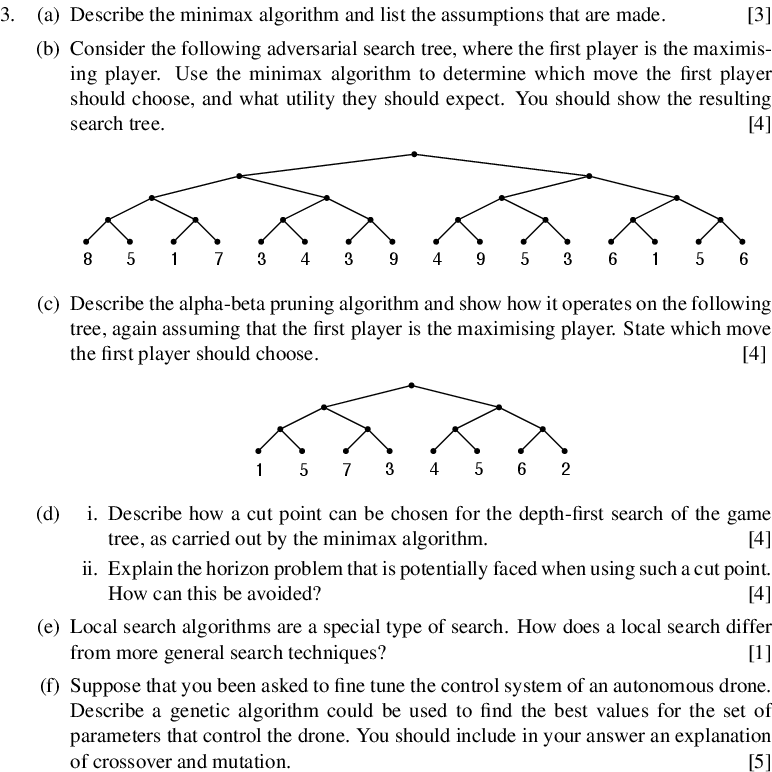 3. (a) Describe the minimax algorithm and list the assumptions that are made. [3]
(b) Consider the following adversarial search tree, where the first player is the maximis-
ing player. Use the minimax algorithm to determine which move the first player
should choose, and what utility they should expect. You should show the resulting
search tree. [4]
8 5 1 7 3 4 3 9 4 9 5 3 6 1 5 6
(c) Describe the alpha-beta pruning algorithm and show how it operates on the following
tree, again assuming that the first player is the maximising player. State which move
the first player should choose. [4]
1 5 7 3 4 5 6 2
(d) i. Describe how a cut point can be chosen for the depth-first search of the game
tree, as carried out by the minimax algorithm. [4]
ii. Explain the horizon problem that is potentially faced when using such a cut point.
How can this be avoided? [4]
(e) Local search algorithms are a special type of search. How does a local search differ
from more general search techniques? [1]
(f) Suppose that you been asked to fine tune the control system of an autonomous drone.
Describe a genetic algorithm could be used to find the best values for the set of
parameters that control the drone. You should include in your answer an explanation
of crossover and mutation. [5]